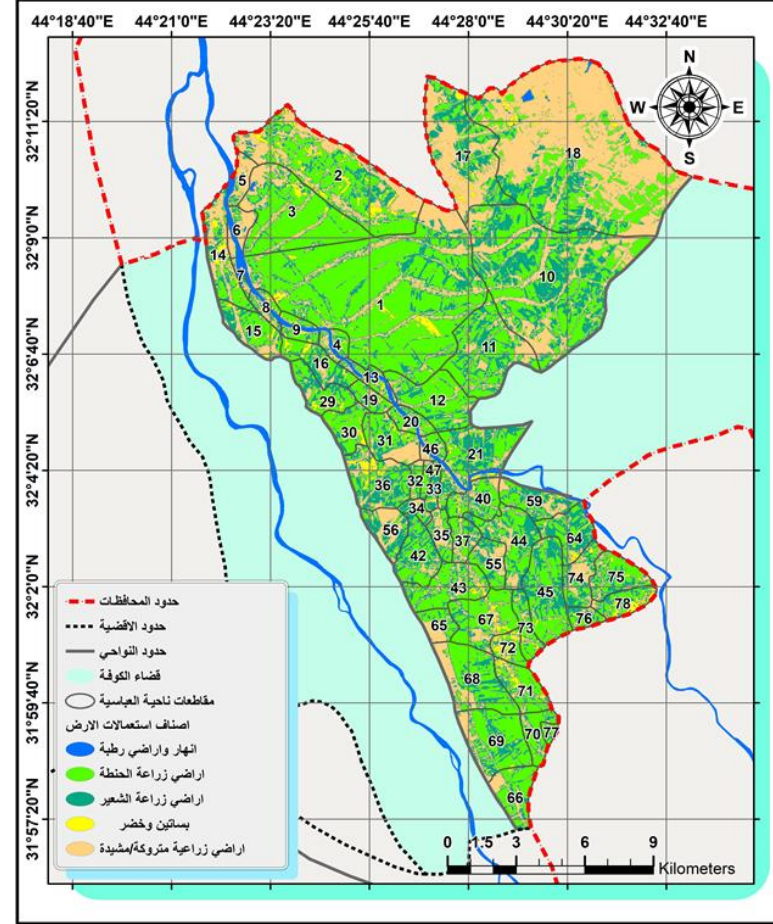 44°18'40"E 44°21'0"E 44°23'20"E 44°25'40"E 44°28'0"E 44°30'20"E 44°32'40"E
N
W E
S
32°11'20"N
32°9'0"N
32°6'40"N
32°4'20"N
32°2'0"N
31°59'40"N
31°57'20"N
17 18
2
5
3
6
14
7
10
8 1
15 9 4
11
16
13
29 19 12
20
30 31
46 21
47
36 32 33 40
34 59
56 35 37 44 64
42 55
74 75
43 45
78
65 67 76
73
72
68 71
69 70 77
66
حدود المحافظات
حدود الاقضية
حدود النواحي
قضاء الكوفة
مقاطعات ناحية العباسية
اصناف استعمالات الارض
انهار واراضي رطبة
اراضي زراعة الحنطة
اراضي زراعة الشعير
بساتين وخضر
اراضي زراعية متروكة/مشيدة
0 1.5 3 6 9
Kilometers